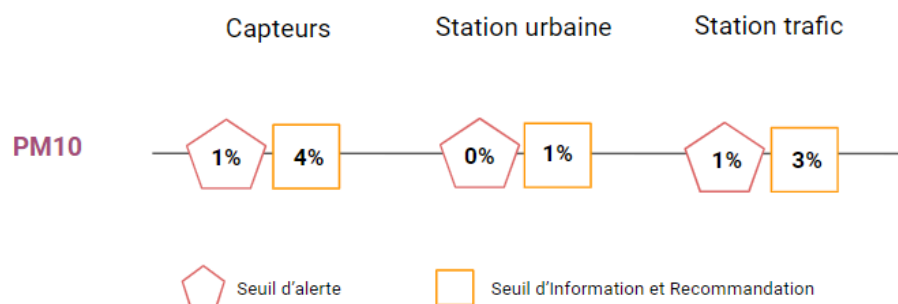 Capteurs Station urbaine Station trafic
PM10 1% 4% 0% 1% 1% 3%
Seuil d'alerte Seuil d'Information et Recommandation